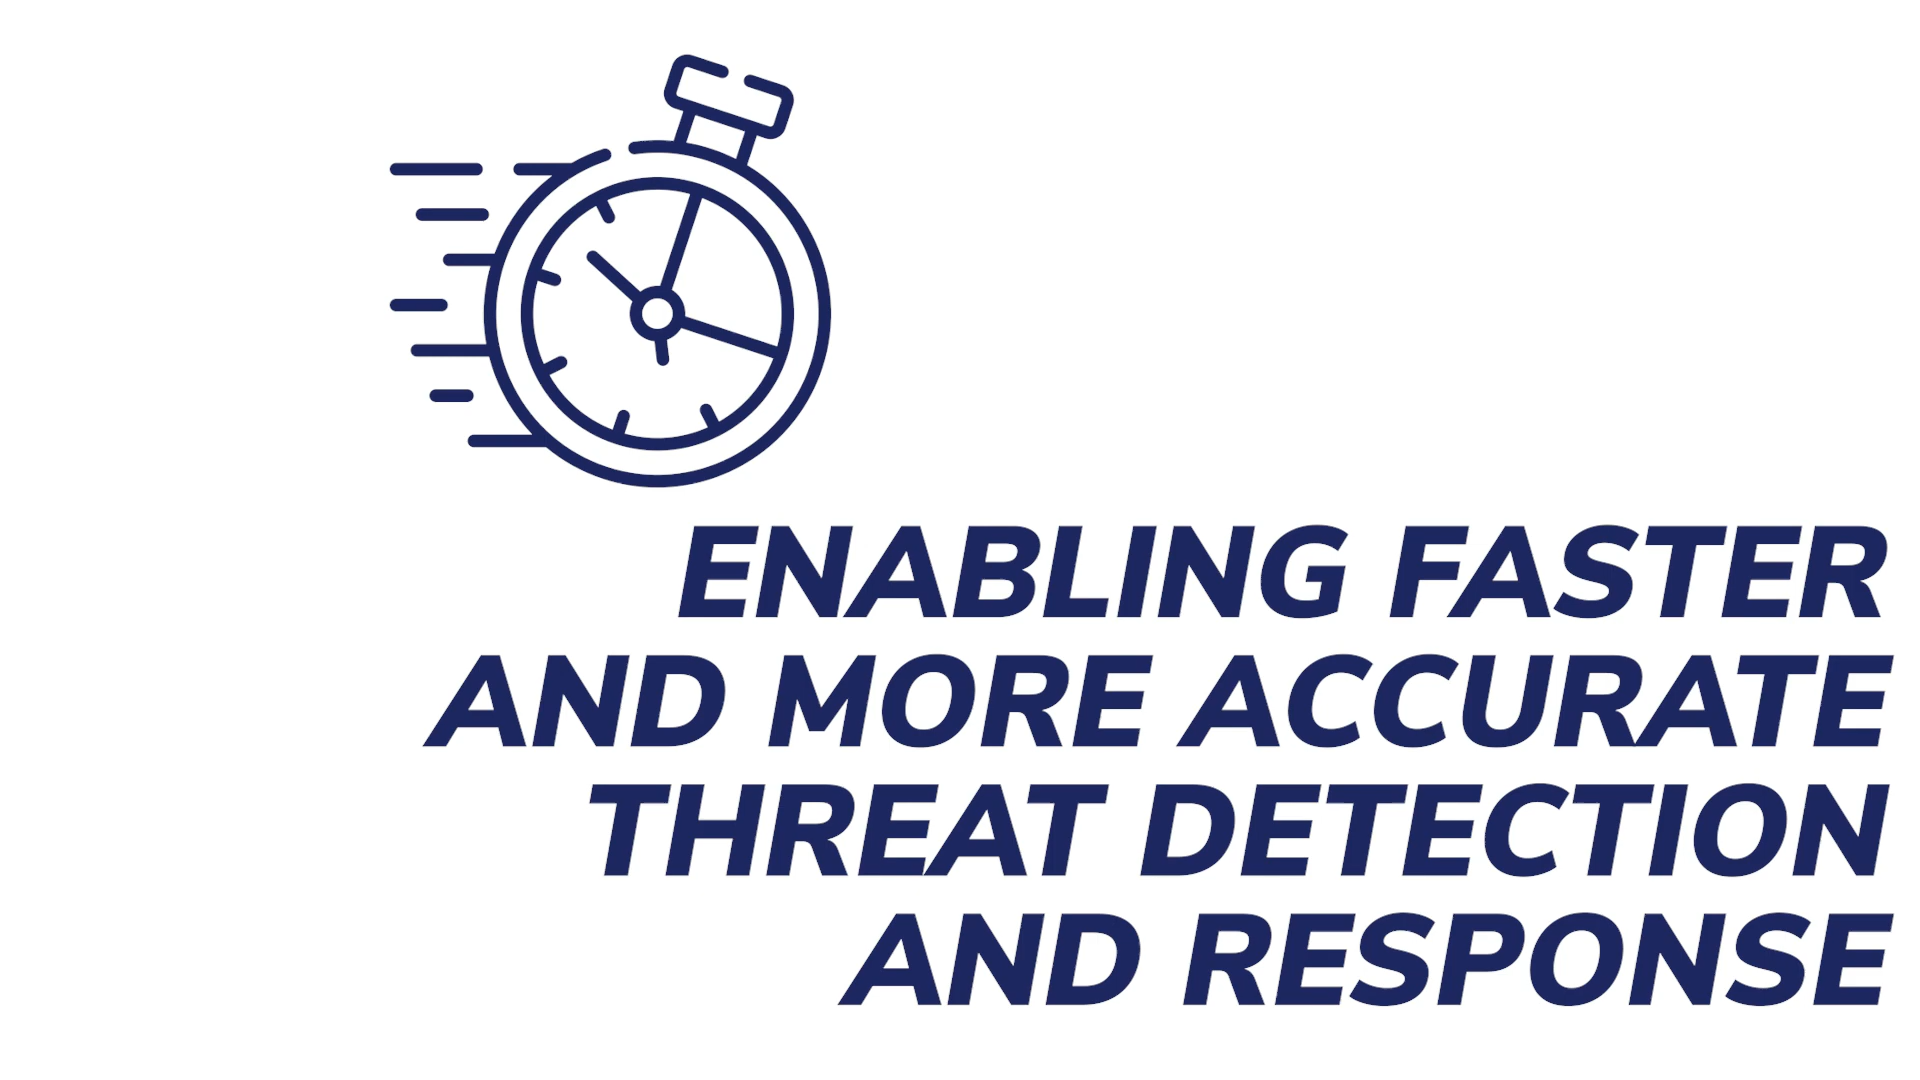 ENABLING FASTER
AND MORE ACCURATE
THREAT DETECTION
AND RESPONSE